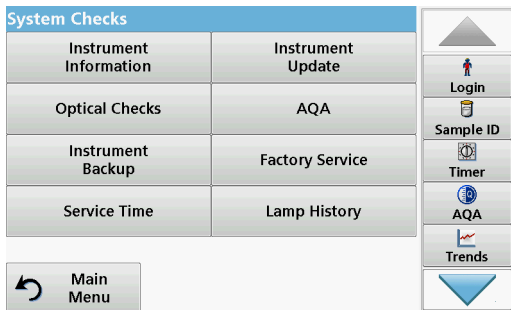 System Checks
Instrument
Information
Instrument
Update
Optical Checks
AQA
Instrument
Backup
Factory Service
Service Time
Lamp History
Main
Menu
Login
Sample ID
Timer
AQA
Trends